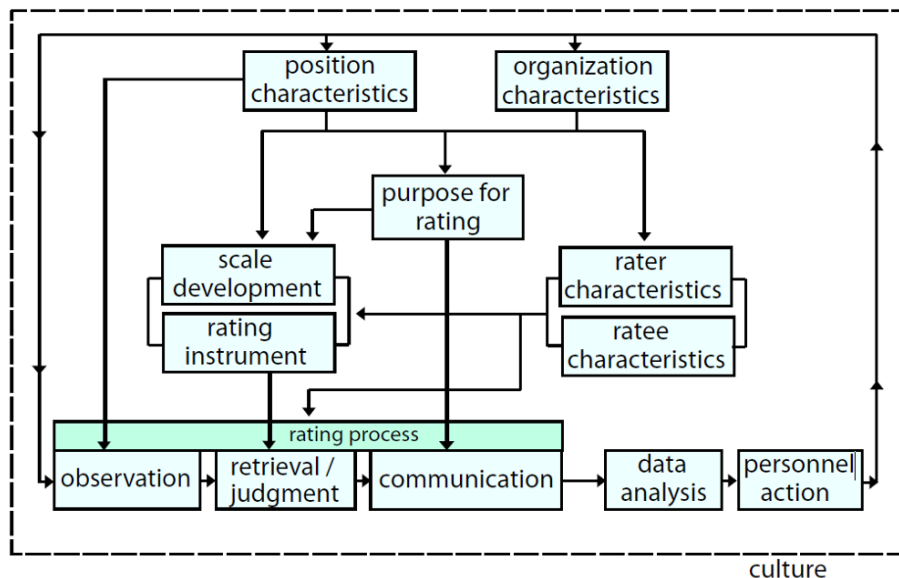 position
characteristics
organization
characteristics
purpose for
rating
scale
development
rating
instrument
rater
characteristics
ratee
characteristics
rating process
observation
retrieval /
judgment
communication
data
analysis
personnel
action
culture